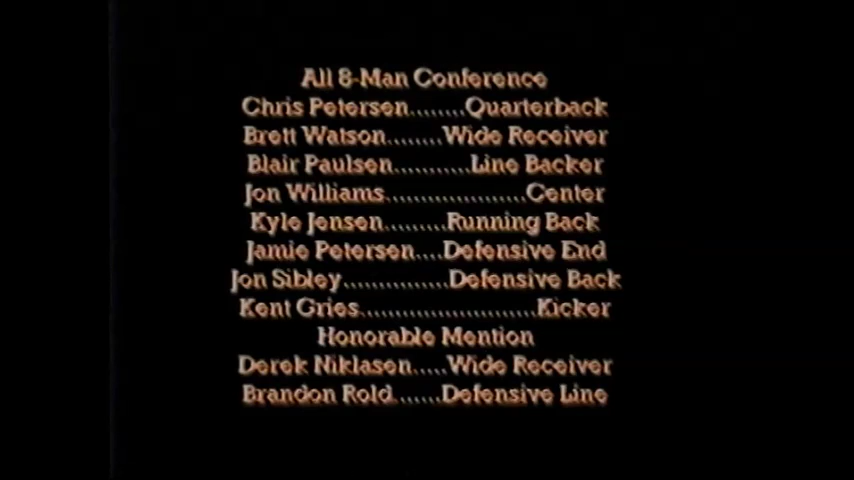 All 8-Man Conference
Chris Petersen........Quarterback
Brett Watson........Wide Receiver
Blair Paulsen...........Line Backer
Jon Williams....................Center
Kyle Jensen.........Running Back
Jamie Petersen....Defensive End
Jon Sibley...............Defensive Back
Kent Gries.........................Kicker
Honorable Mention
Derek Niklasen.....Wide Receiver
Brandon Rold.......Defensive Line